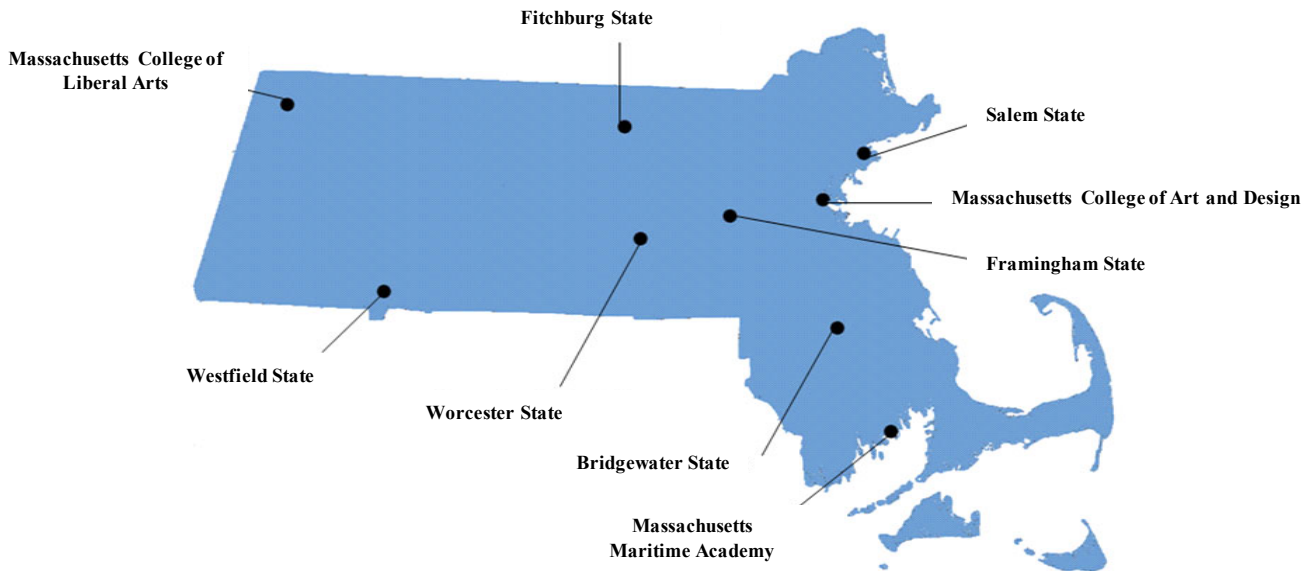 Fitchburg State
Massachusetts College of
Liberal Arts
Salem State
Massachusetts College of Art and Design
Framingham State
Westfield State
Worcester State
Bridgewater State
Massachusetts
Maritime Academy